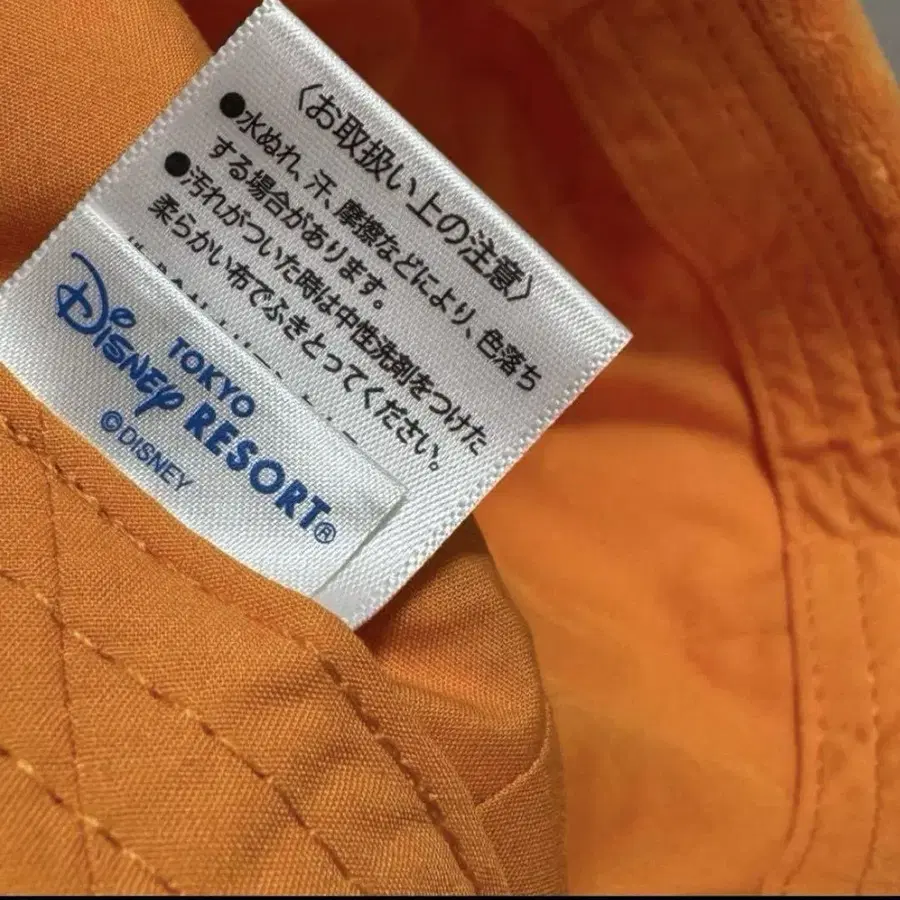 〈お取扱い上の注意〉
●水ぬれ、汗、摩擦などにより、色落ち
する場合があります。
●汚れがついた時は中性洗剤をつけた
柔らかい布でふきとってください。
TOKYO
Disney RESORT®
©DISNEY